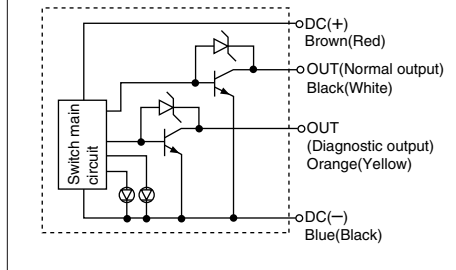 DC(+)
Brown(Red)
OUT(Normal output)
Black(White)
OUT
(Diagnostic output)
Orange(Yellow)
Switch main
circuit
DC(−)
Blue(Black)